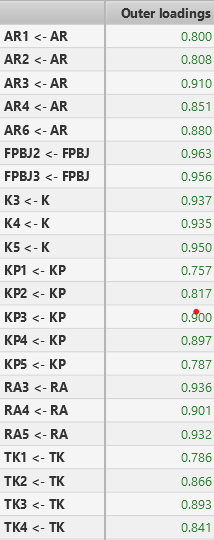 Outer loadings
AR1 <- AR 0.800
AR2 <- AR 0.808
AR3 <- AR 0.910
AR4 <- AR 0.851
AR6 <- AR 0.880
FPBJ2 <- FPBJ 0.963
FPBJ3 <- FPBJ 0.956
K3 <- K 0.937
K4 <- K 0.935
K5 <- K 0.950
KP1 <- KP 0.757
KP2 <- KP 0.817
KP3 <- KP 0.900
KP4 <- KP 0.897
KP5 <- KP 0.787
RA3 <- RA 0.936
RA4 <- RA 0.901
RA5 <- RA 0.932
TK1 <- TK 0.786
TK2 <- TK 0.866
TK3 <- TK 0.893
TK4 <- TK 0.841